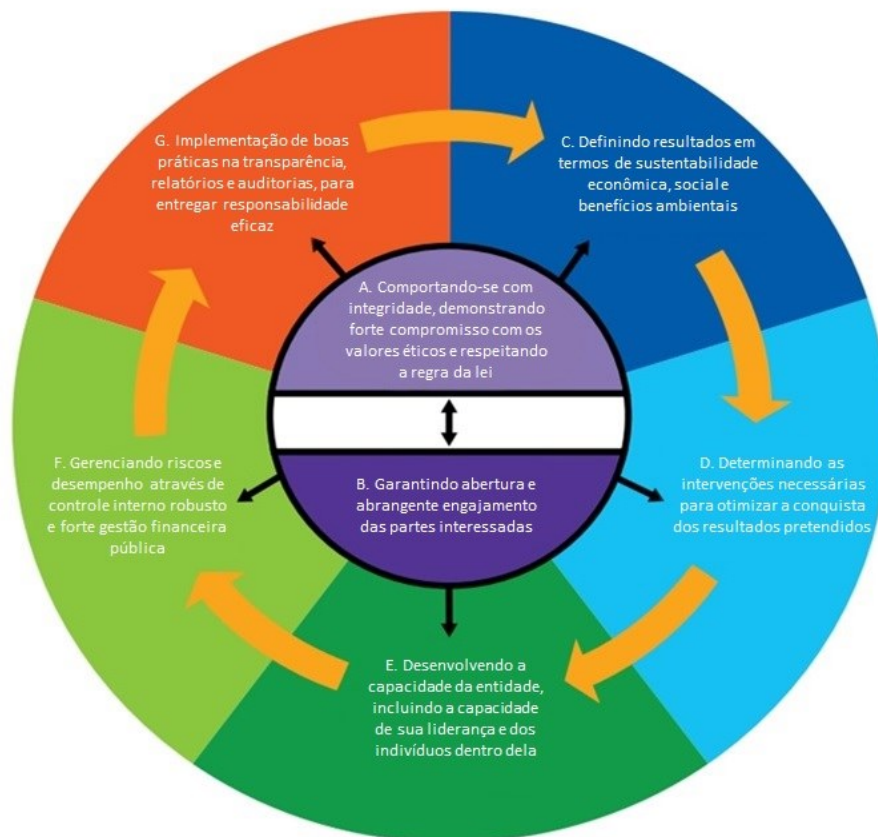 G. Implementação de boas
práticas na transparência,
relatórios e auditorias, para
entregar responsabilidade
eficaz
C. Definindo resultados em
termos de sustentabilidade
econômica, social e
benefícios ambientais
A. Comportando-se com
integridade, demonstrando
forte compromisso com os
valores éticos e respeitando
a regra da lei
F. Gerenciando riscos e
desempenho através de
controle interno robusto
e forte gestão financeira
pública
B. Garantindo abertura e
abrangente engajamento
das partes interessadas
D. Determinando as
intervenções necessárias
para otimizar a conquista
dos resultados pretendidos
E. Desenvolvendo a
capacidade da entidade,
incluindo a capacidade
de sua liderança e dos
indivíduos dentro dela